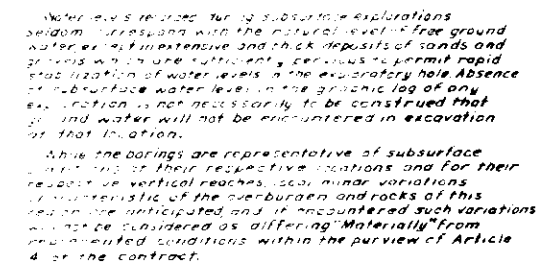 Water levels recorded during subsurface explorations
seldom correspond with the natural level of free ground
water, except in extensive and thick deposits of sands and
gravels which are sufficiently pervious to permit rapid
stabilization of water levels in the exploratory hole. Absence
of subsurface water levels in the graphic log of any
exploration is not necessarily to be construed that
ground water will not be encountered in excavation
at that location.
While the borings are representative of subsurface
conditions at their respective locations and for their
respective vertical reaches, local minar variations
characteristic of the overburden and rocks of this
region are anticipated and if encountered such variations
will not be considered as differing "Materially" from
represented conditions within the purview of Article
4 of the contract.